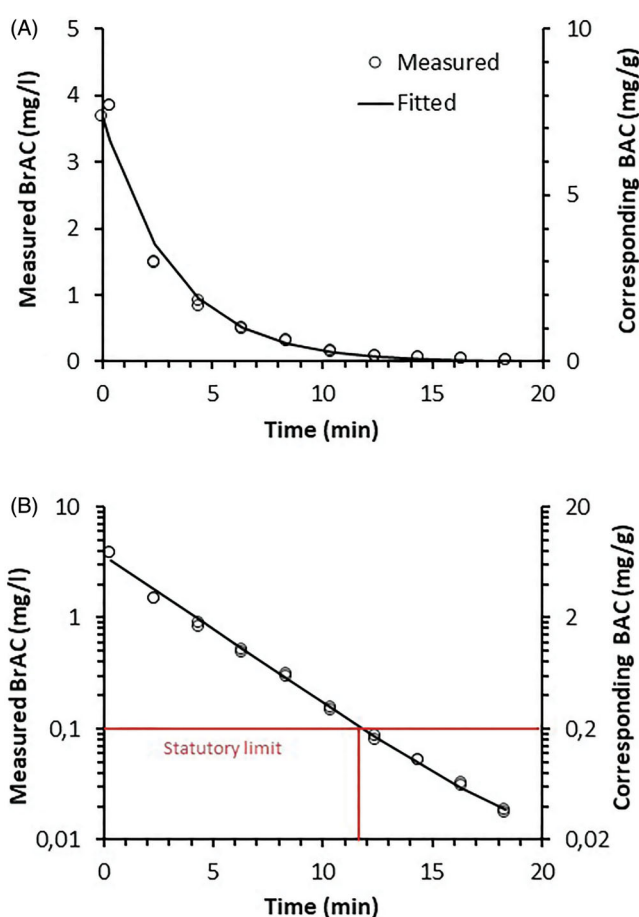 (A)
5
4
3
2
1
0
Measured BrAC (mg/l)
Measured
Fitted
10
5
0
Corresponding BAC (mg/g)
0 5 10 15 20
Time (min)
(B)
10
1
0,1
0,01
Measured BrAC (mg/l)
Statutory limit
20
2
0,2
0,02
Corresponding BAC (mg/g)
0 5 10 15 20
Time (min)